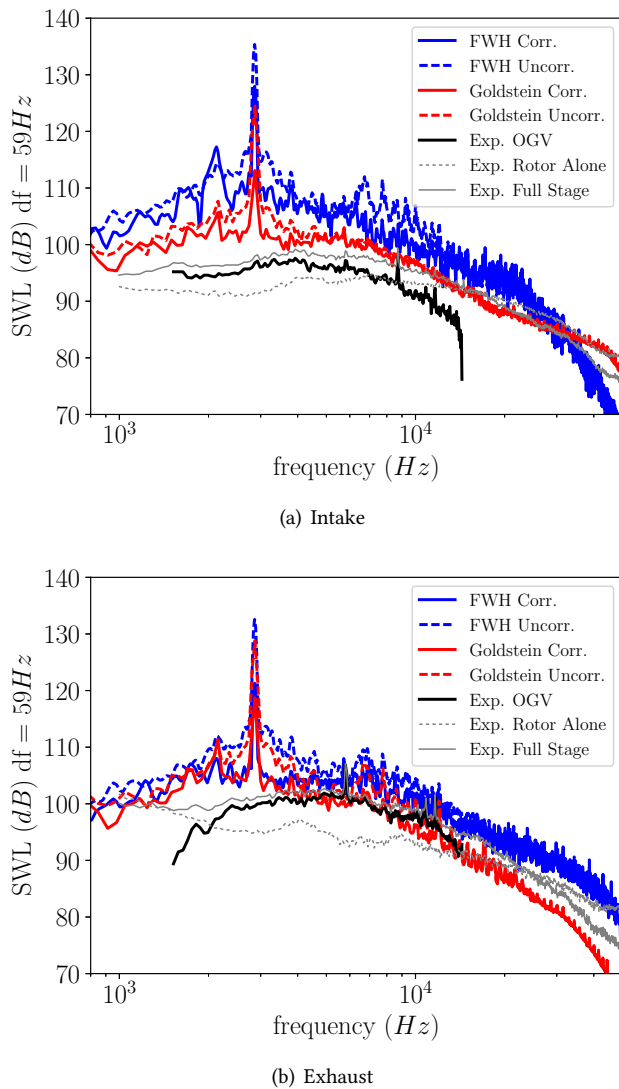 140
130
120
110
100
90
80
70
SWL (dB) df = 59Hz
FWH Corr.
FWH Uncorr.
Goldstein Corr.
Goldstein Uncorr.
Exp. OGV
Exp. Rotor Alone
Exp. Full Stage
10³ 10⁴
frequency (Hz)
(a) Intake
140
130
120
110
100
90
80
70
SWL (dB) df = 59Hz
FWH Corr.
FWH Uncorr.
Goldstein Corr.
Goldstein Uncorr.
Exp. OGV
Exp. Rotor Alone
Exp. Full Stage
10³ 10⁴
frequency (Hz)
(b) Exhaust